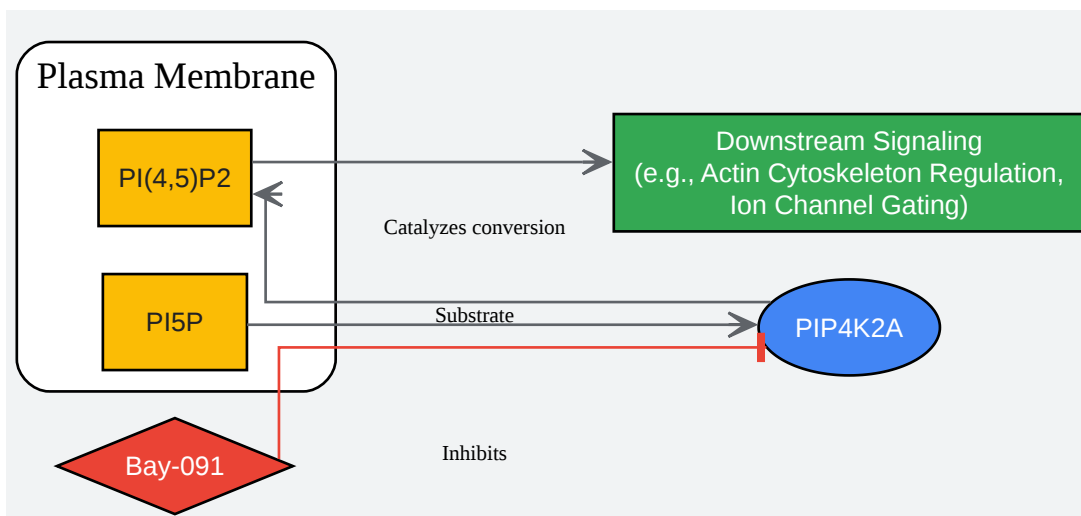 Plasma Membrane
PI(4,5)P2
Downstream Signaling
(e.g., Actin Cytoskeleton Regulation,
Ion Channel Gating)
Catalyzes conversion
PI5P
Substrate
PIP4K2A
Bay-091
Inhibits